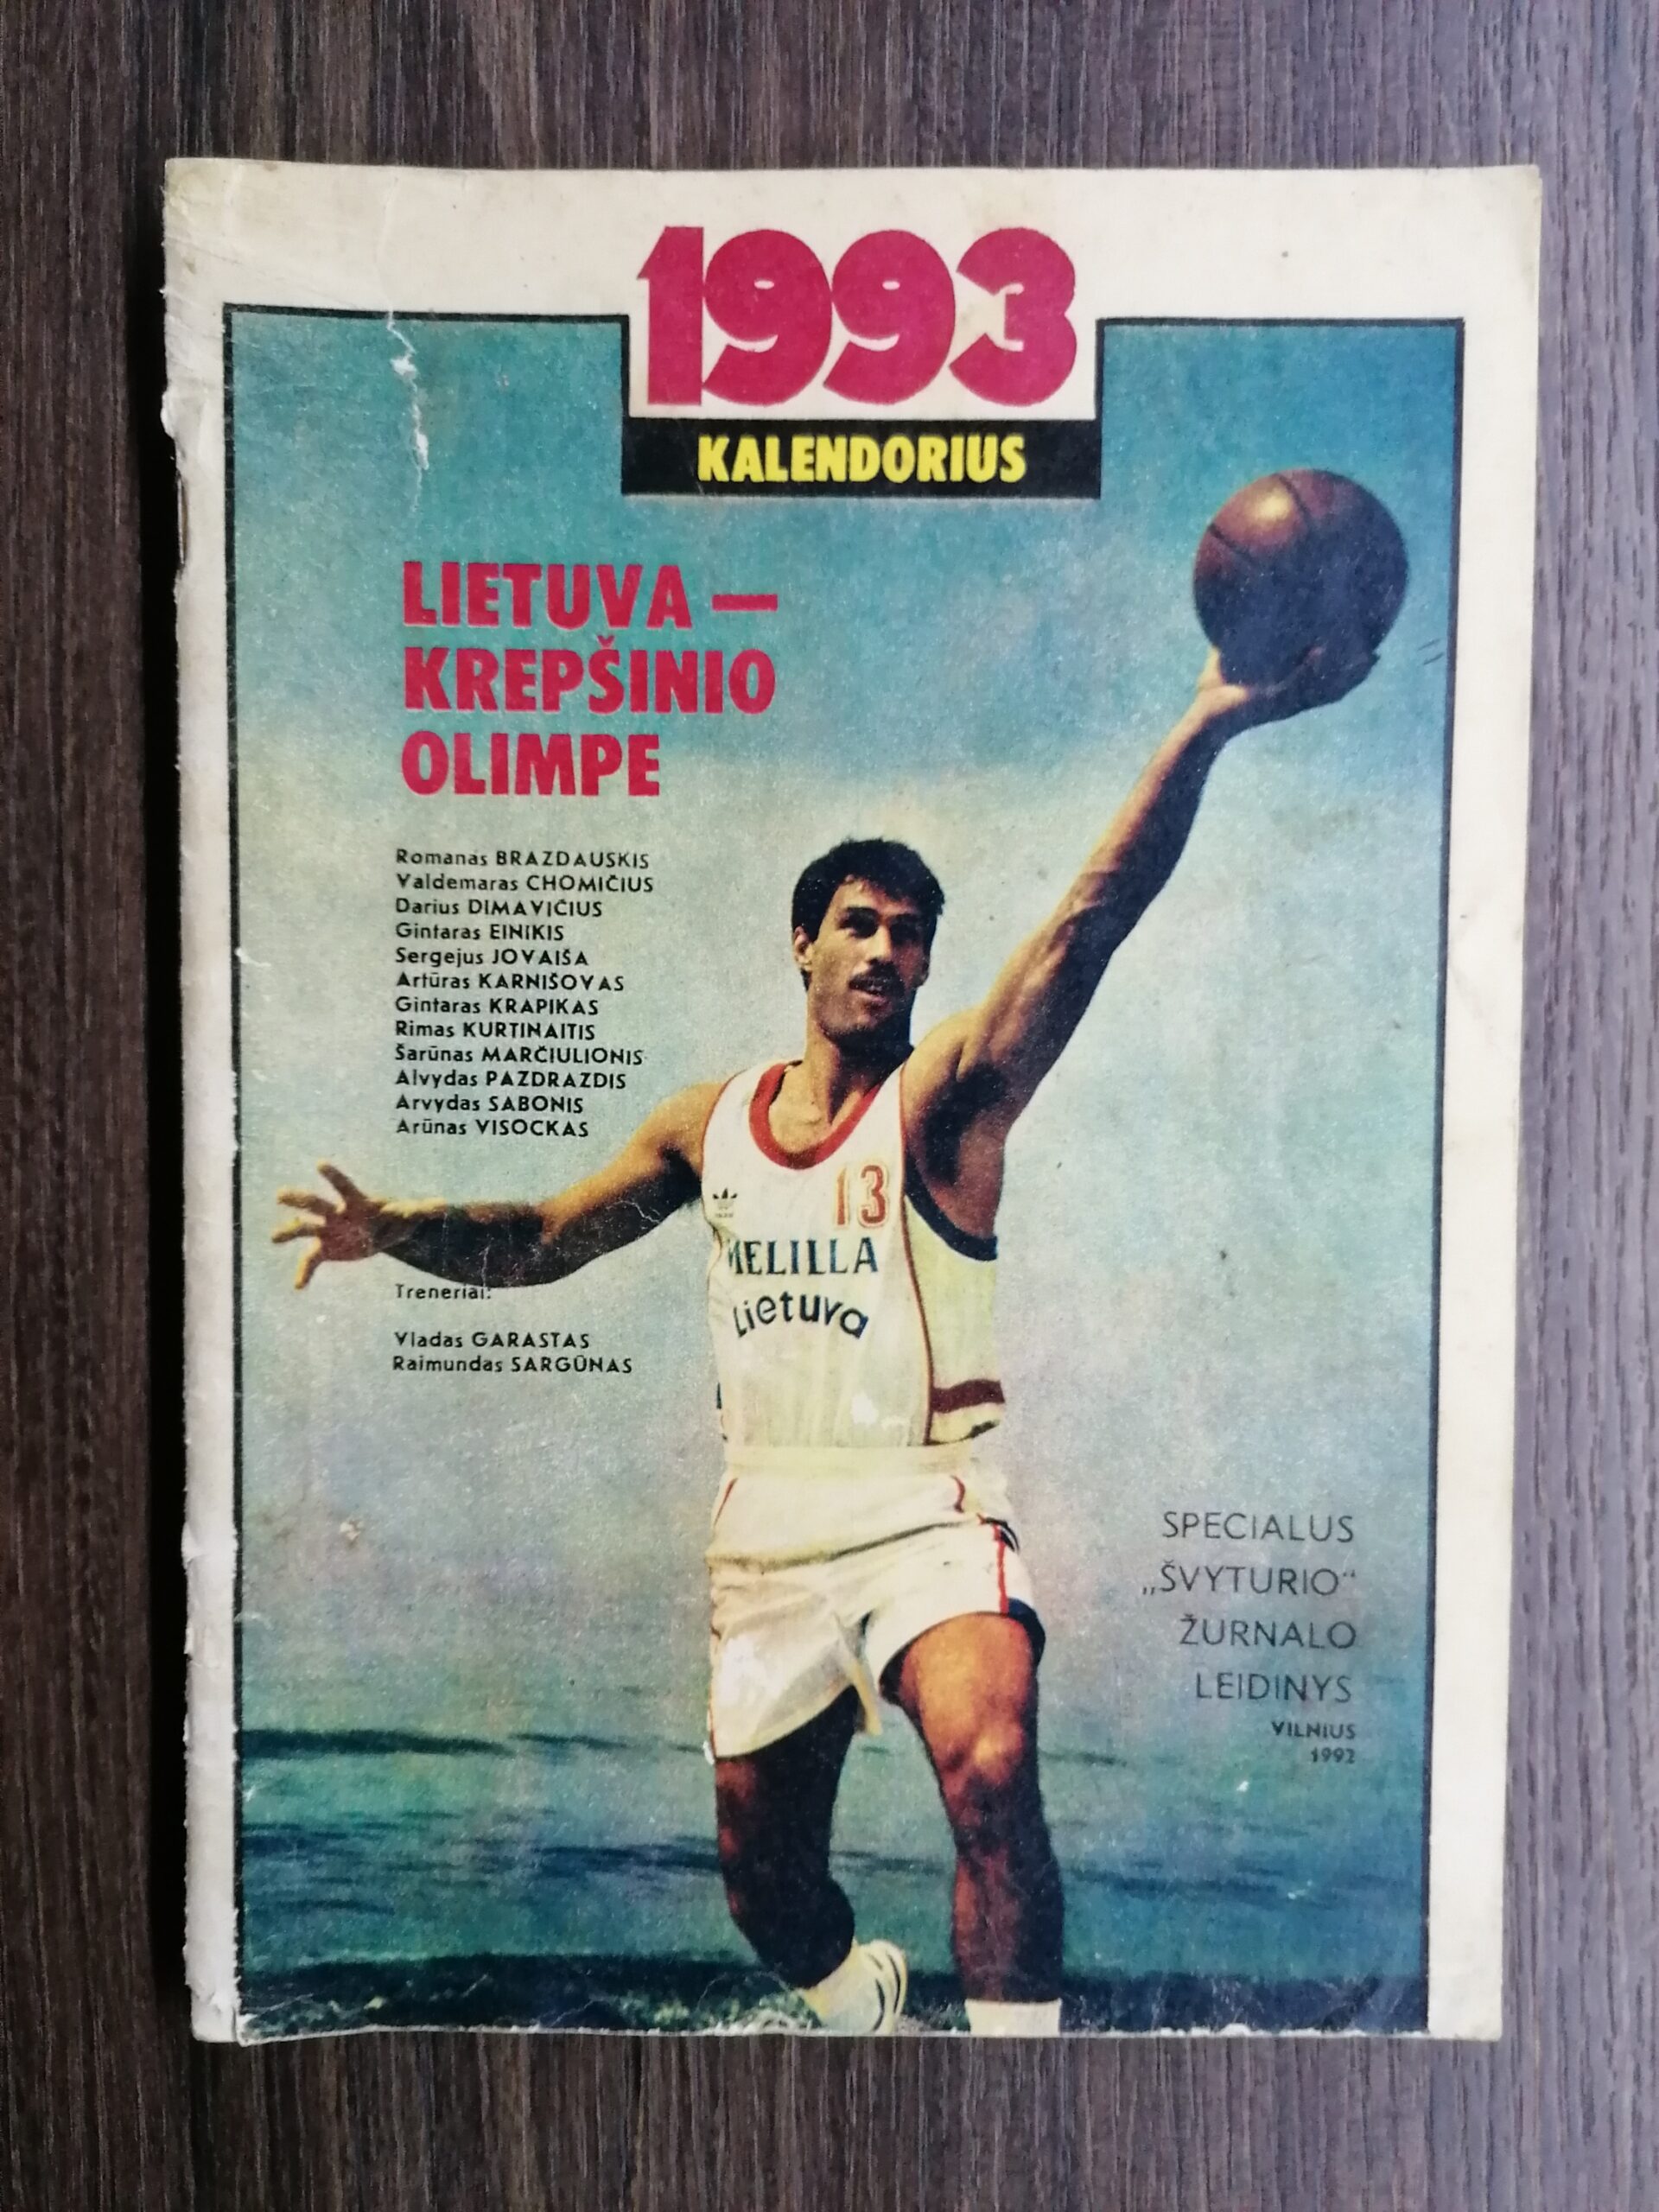 1993
KALENDORIUS
LIETUVA —
KREPŠINIO
OLIMPE
Romanas BRAZDAUSKIS
Valdemaras CHOMIČIUS
Darius DIMAVIČIUS
Gintaras EINIKIS
Sergejus JOVAIŠA
Artūras KARNIŠOVAS
Gintaras KRAPIKAS
Rimas KURTINAITIS
Šarūnas MARČIULIONIS
Alvydas PAZDRAZDIS
Arvydas SABONIS
Arūnas VISOCKAS
13
MELILLA
Lietuva
Treneriai:
Vladas GARASTAS
Raimundas SARGŪNAS
SPECIALUS
„ŠVYTURIO“
ŽURNALO
LEIDINYS
VILNIUS
1992